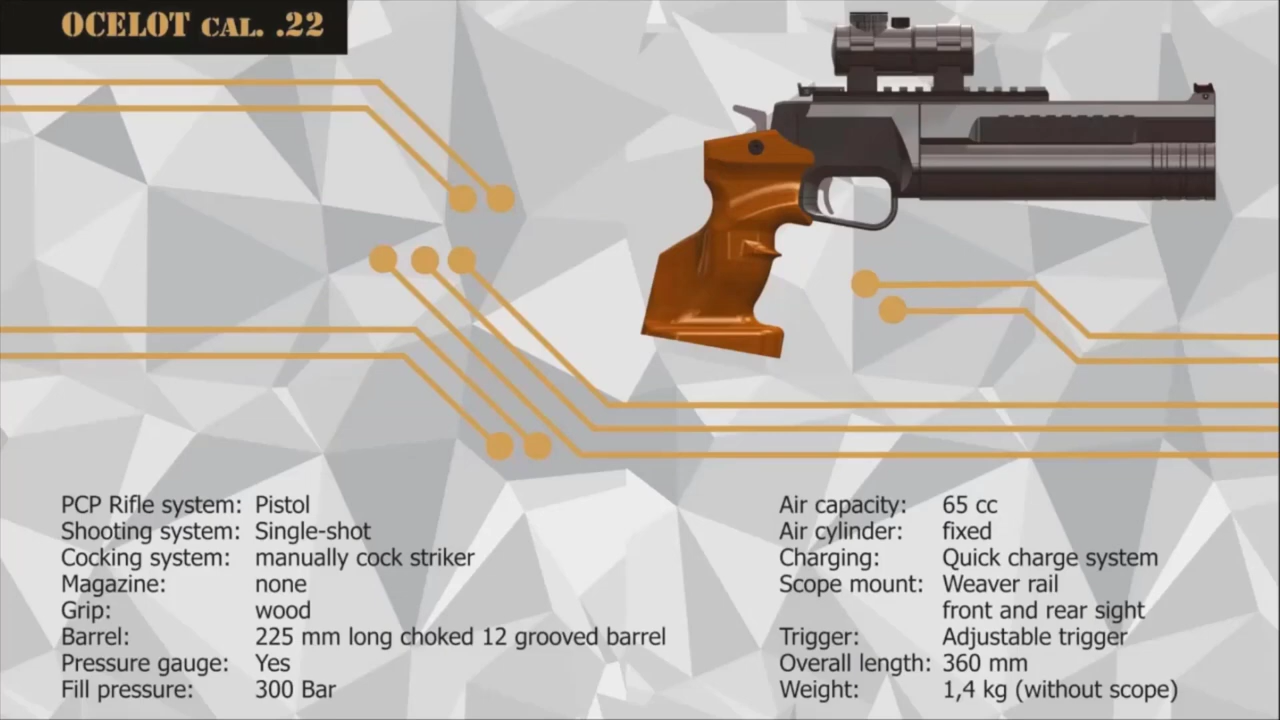 OCELOT CAL. .22
PCP Rifle system: Pistol
Shooting system: Single-shot
Cocking system: manually cock striker
Magazine: none
Grip: wood
Barrel: 225 mm long choked 12 grooved barrel
Pressure gauge: Yes
Fill pressure: 300 Bar
Air capacity: 65 cc
Air cylinder: fixed
Charging: Quick charge system
Scope mount: Weaver rail
front and rear sight
Trigger: Adjustable trigger
Overall length: 360 mm
Weight: 1,4 kg (without scope)